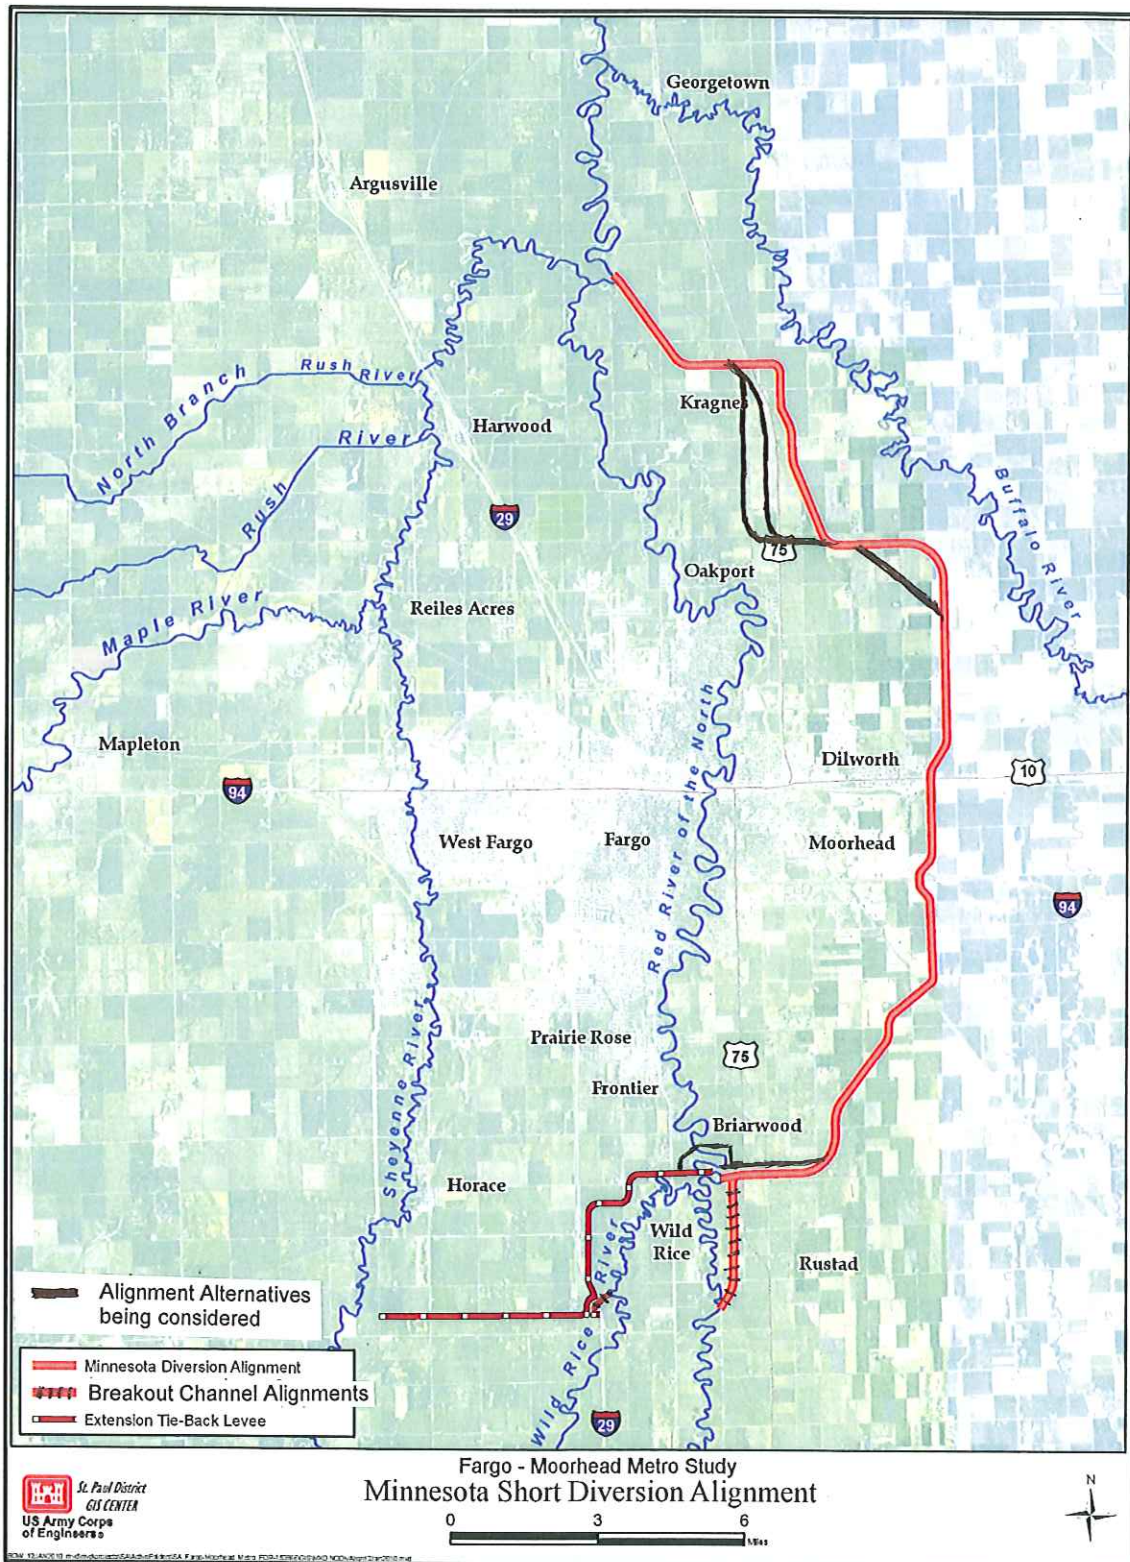 Georgetown
Argusville
North Branch
Rush River
Kragnes
Harwood
Rush
River
29
Buffalo River
75
Oakport
Maple River
Reiles Acres
Red River of the North
Mapleton
Dilworth
10
94
West Fargo
Fargo
Moorhead
94
Sheyenne River
Prairie Rose
75
Frontier
Briarwood
Horace
Wild
Rice
Rustad
Wild Rice River
29
Alignment Alternatives
being considered
Minnesota Diversion Alignment
Breakout Channel Alignments
Extension Tie-Back Levee
St. Paul District
GIS CENTER
US Army Corps
of Engineers®
Fargo - Moorhead Metro Study
Minnesota Short Diversion Alignment
0 3 6
Miles
N